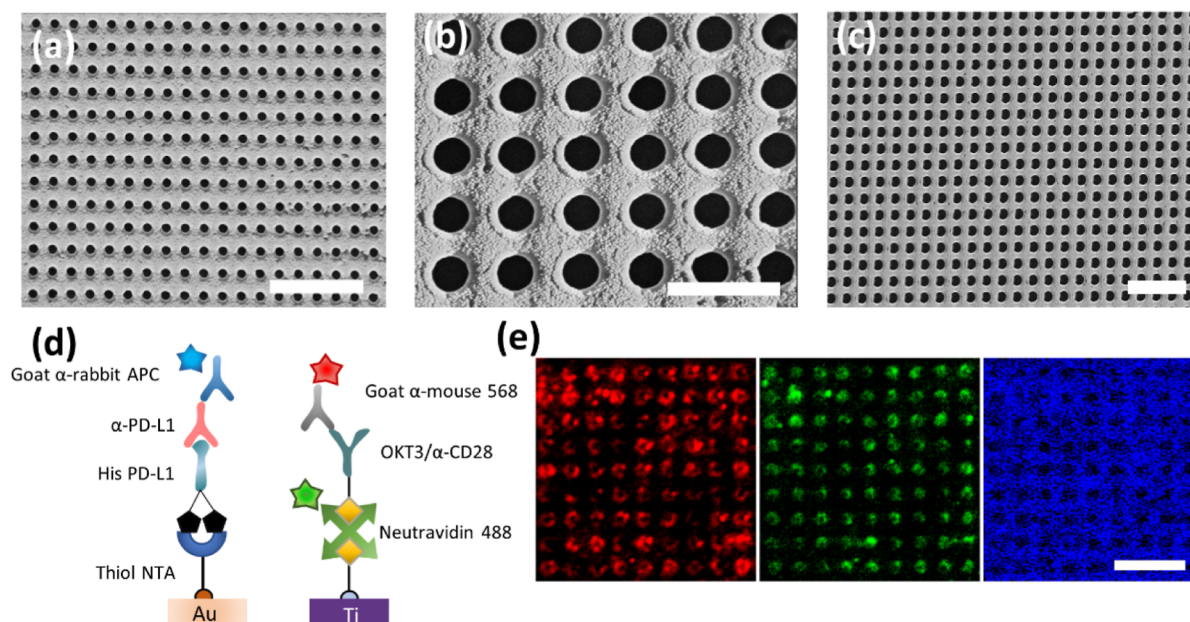 (a)
(b)
(c)
(d)
Goat α-rabbit APC
α-PD-L1
His PD-L1
Thiol NTA
Au
Goat α-mouse 568
OKT3/α-CD28
Neutravidin 488
Ti
(e)